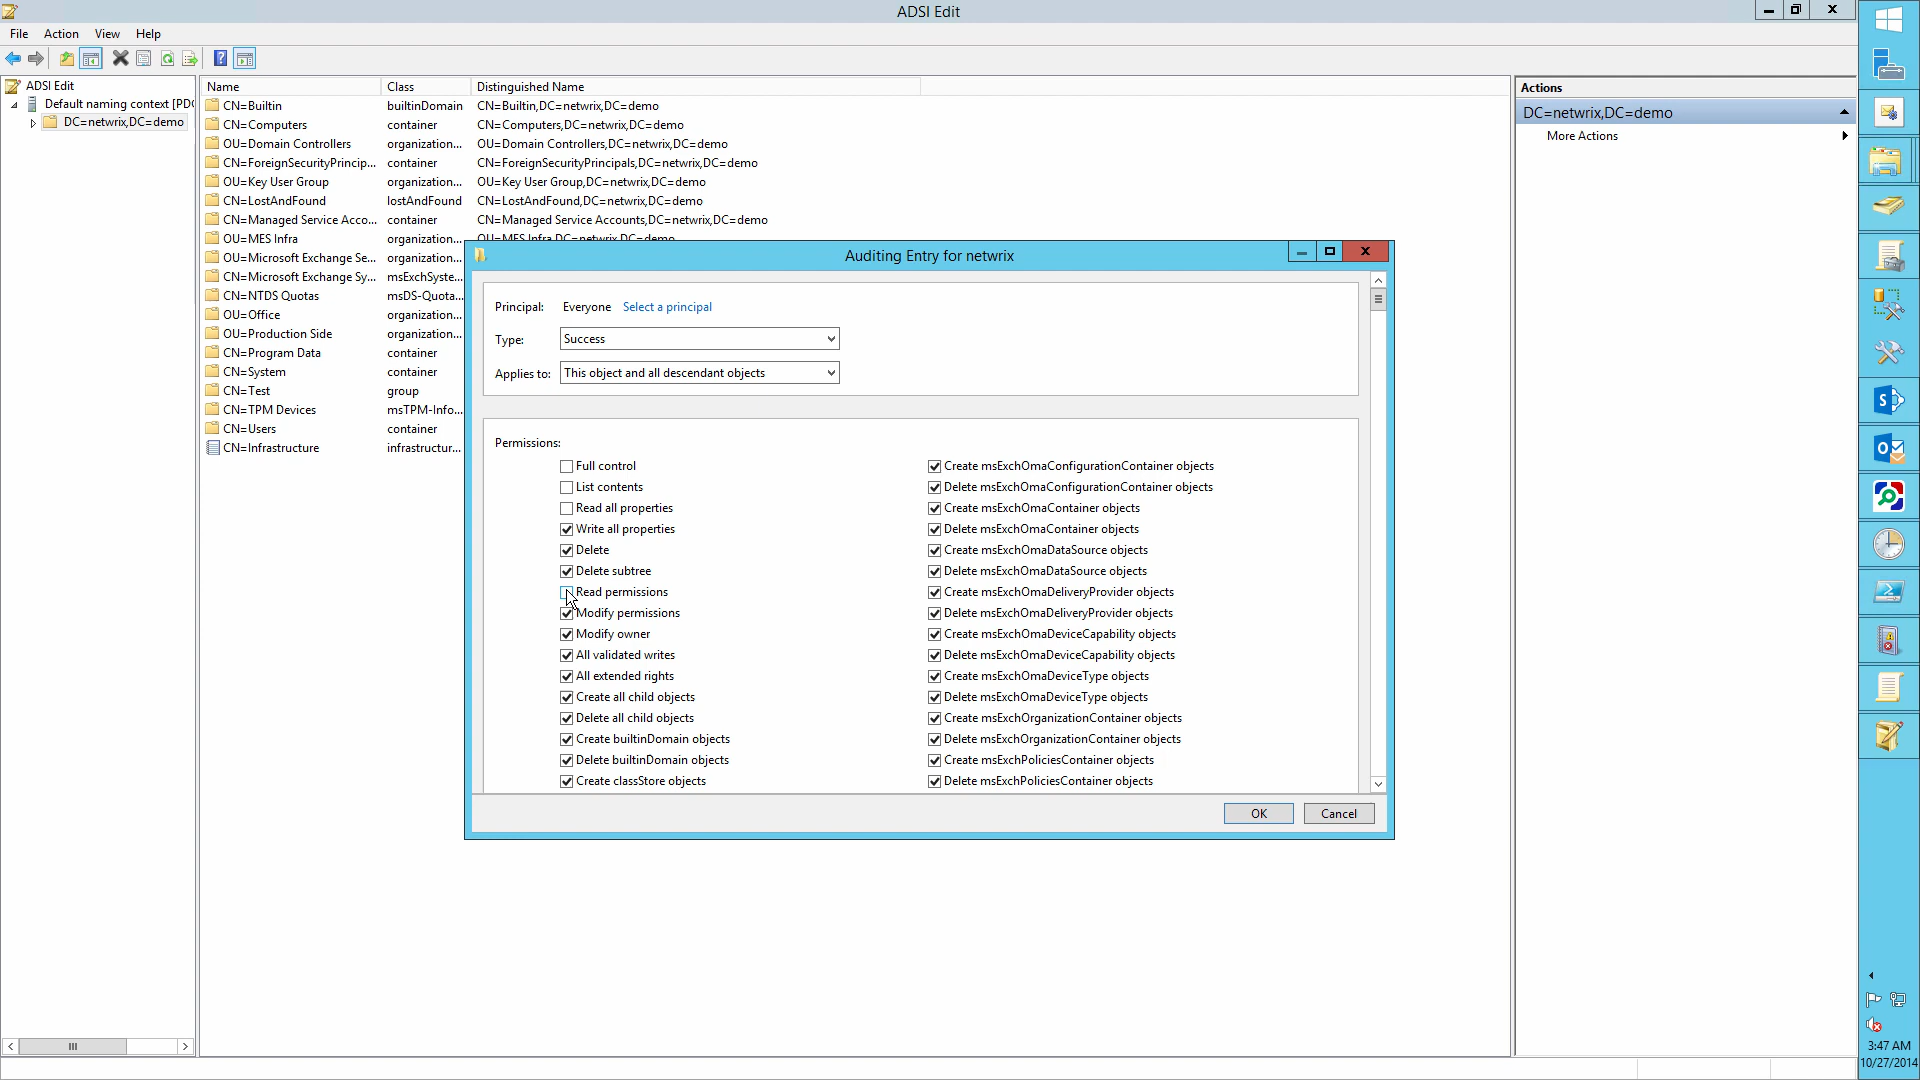 ADSI Edit
File Action View Help
ADSI Edit
Default naming context [PDC
DC=netwrix,DC=demo
Name Class Distinguished Name
CN=Builtin builtinDomain CN=Builtin,DC=netwrix,DC=demo
CN=Computers container CN=Computers,DC=netwrix,DC=demo
OU=Domain Controllers organization... OU=Domain Controllers,DC=netwrix,DC=demo
CN=ForeignSecurityPrincip... container CN=ForeignSecurityPrincipals,DC=netwrix,DC=demo
OU=Key User Group organization... OU=Key User Group,DC=netwrix,DC=demo
CN=LostAndFound lostAndFound CN=LostAndFound,DC=netwrix,DC=demo
CN=Managed Service Acco... container CN=Managed Service Accounts,DC=netwrix,DC=demo
OU=MES Infra organization... OU=MES Infra,DC=netwrix,DC=demo
OU=Microsoft Exchange Se... organization...
CN=Microsoft Exchange Sy... msExchSyste...
CN=NTDS Quotas msDS-Quota...
OU=Office organization...
OU=Production Side organization...
CN=Program Data container
CN=System container
CN=Test group
CN=TPM Devices msTPM-Info...
CN=Users container
CN=Infrastructure infrastructur...
Actions
DC=netwrix,DC=demo
More Actions
Auditing Entry for netwrix
Principal: Everyone Select a principal
Type: Success
Applies to: This object and all descendant objects
Permissions:
Full control Create msExchOmaConfigurationContainer objects
List contents Delete msExchOmaConfigurationContainer objects
Read all properties Create msExchOmaContainer objects
Write all properties Delete msExchOmaContainer objects
Delete Create msExchOmaDataSource objects
Delete subtree Delete msExchOmaDataSource objects
Read permissions Create msExchOmaDeliveryProvider objects
Modify permissions Delete msExchOmaDeliveryProvider objects
Modify owner Create msExchOmaDeviceCapability objects
All validated writes Delete msExchOmaDeviceCapability objects
All extended rights Create msExchOmaDeviceType objects
Create all child objects Delete msExchOmaDeviceType objects
Delete all child objects Create msExchOrganizationContainer objects
Create builtinDomain objects Delete msExchOrganizationContainer objects
Delete builtinDomain objects Create msExchPoliciesContainer objects
Create classStore objects Delete msExchPoliciesContainer objects
OK Cancel
3:47 AM
10/27/2014